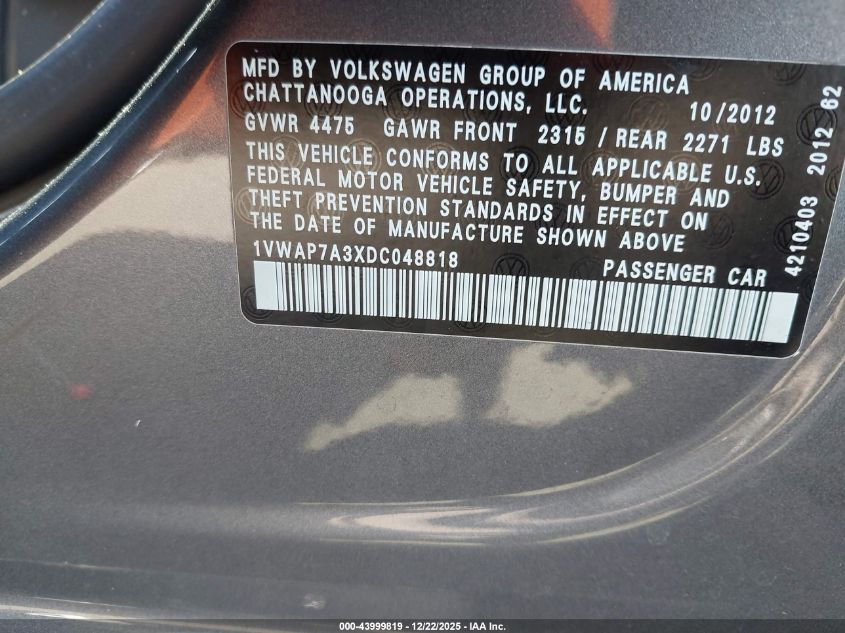 MFD BY VOLKSWAGEN GROUP OF AMERICA
CHATTANOOGA OPERATIONS, LLC. 10/2012
GVWR 4475 GAWR FRONT 2315 / REAR 2271 LBS
THIS VEHICLE CONFORMS TO ALL APPLICABLE U.S.
FEDERAL MOTOR VEHICLE SAFETY, BUMPER AND
THEFT PREVENTION STANDARDS IN EFFECT ON
THE DATE OF MANUFACTURE SHOWN ABOVE
1VWAP7A3XDC048818 PASSENGER CAR
4210403 2012 62
000-43999819 - 12/22/2025 - IAA Inc.